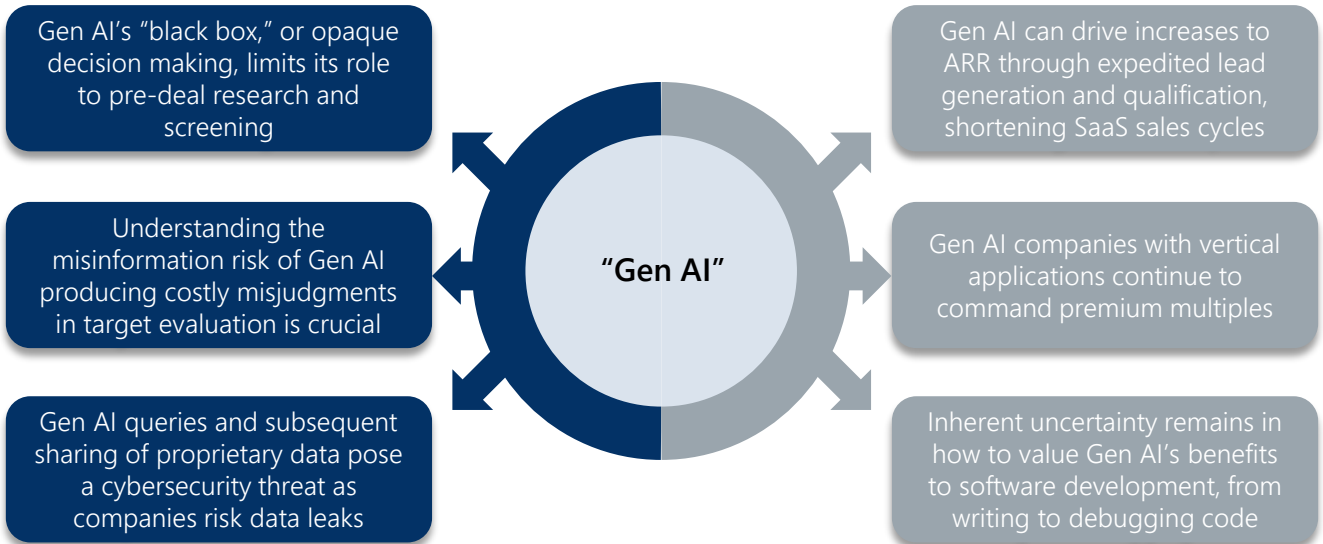 Gen AI’s “black box,” or opaque
decision making, limits its role
to pre-deal research and
screening
Understanding the
misinformation risk of Gen AI
producing costly misjudgments
in target evaluation is crucial
Gen AI queries and subsequent
sharing of proprietary data pose
a cybersecurity threat as
companies risk data leaks
“Gen AI”
Gen AI can drive increases to
ARR through expedited lead
generation and qualification,
shortening SaaS sales cycles
Gen AI companies with vertical
applications continue to
command premium multiples
Inherent uncertainty remains in
how to value Gen AI’s benefits
to software development, from
writing to debugging code